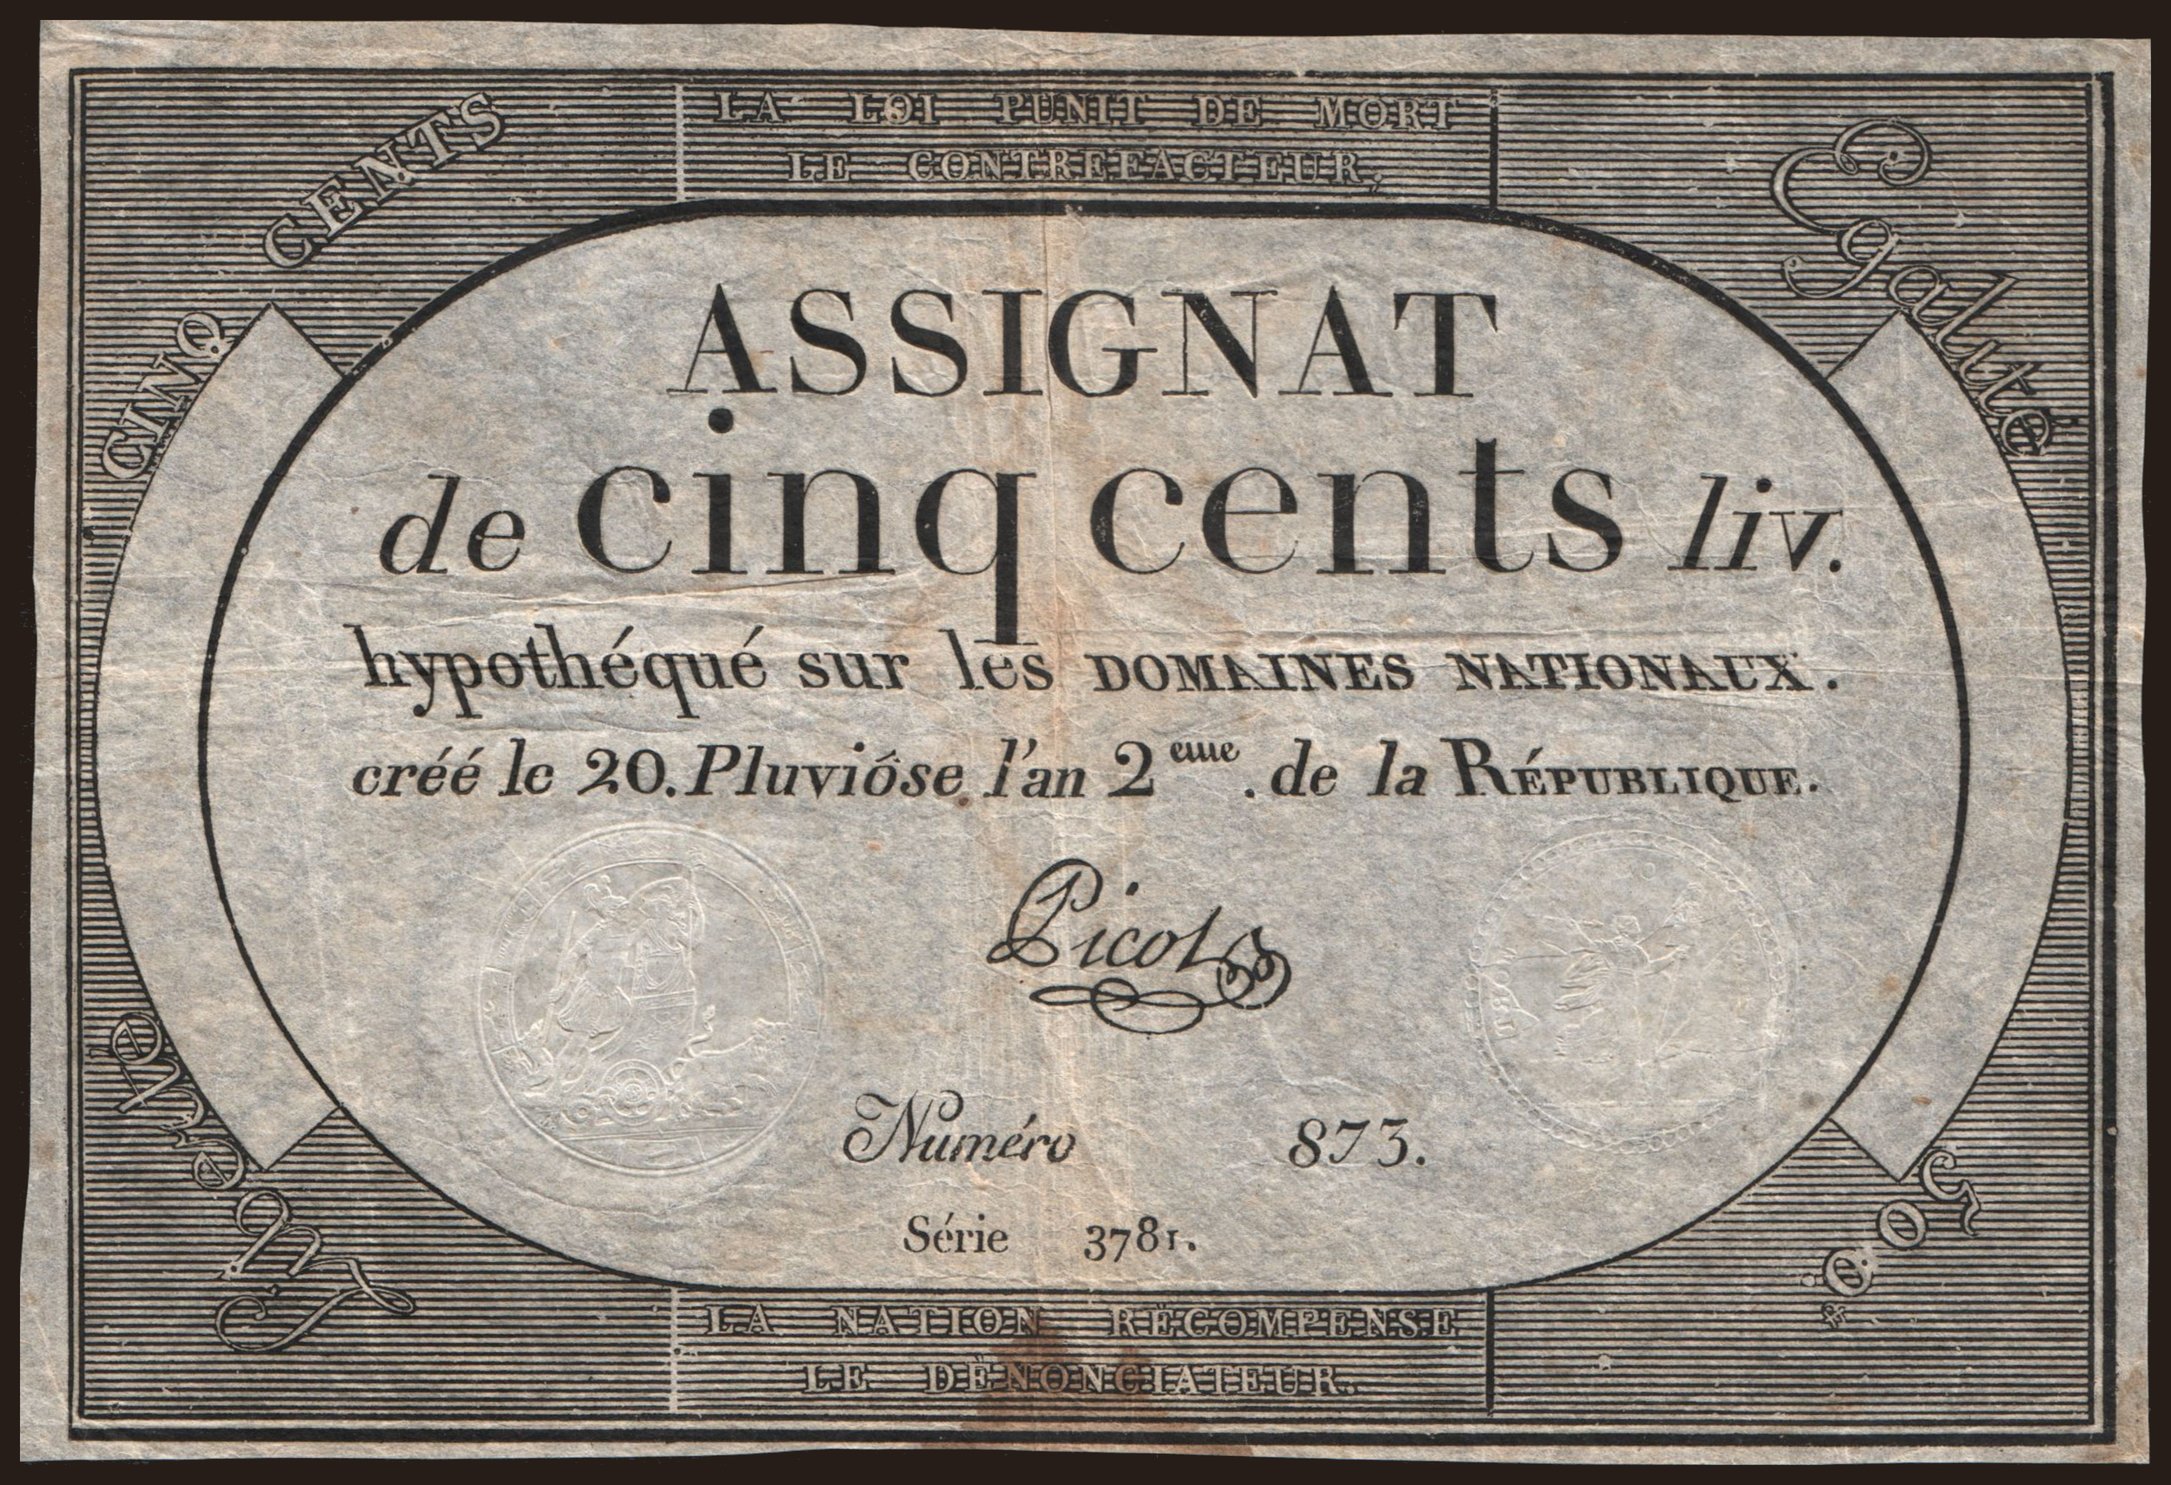 LA LOI PUNIT DE MORT
LE CONTREFACTEUR,
CINQ CENTS
Egalité
ASSIGNAT
de cinq cents liv.
hypothéqué sur les DOMAINES NATIONAUX.
créé le 20. Pluviôse l'an 2eme. de la RÉPUBLIQUE.
Picot
Numéro 873.
Série 3781.
Liberté
500.
LA NATION RÉCOMPENSE
LE DÉNONCIATEUR.